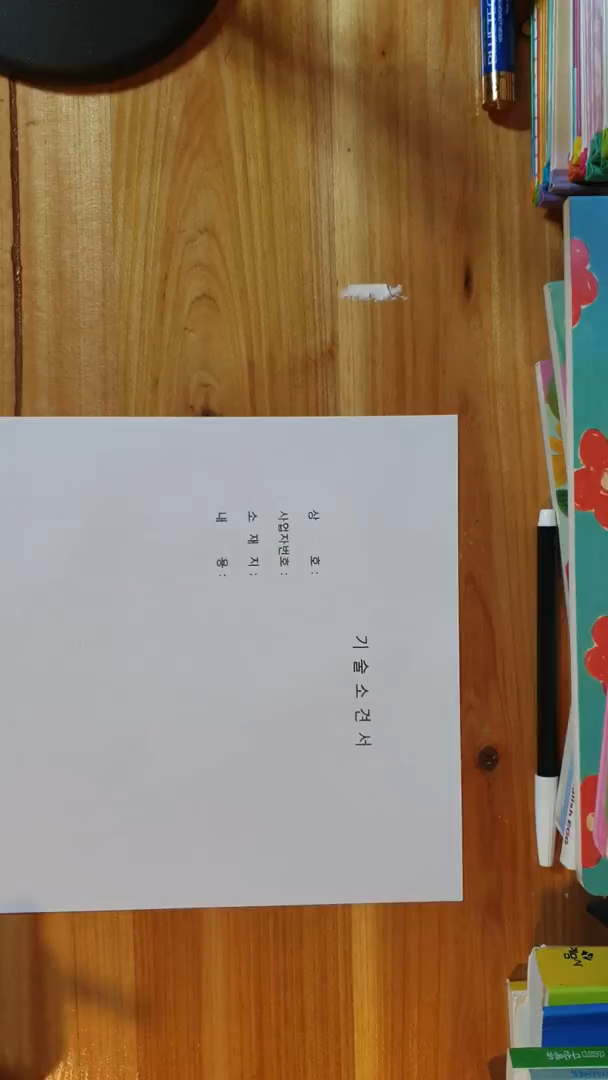 기 술 소 견 서
상 호 :
사업자번호 :
소 재 지 :
내 용 :